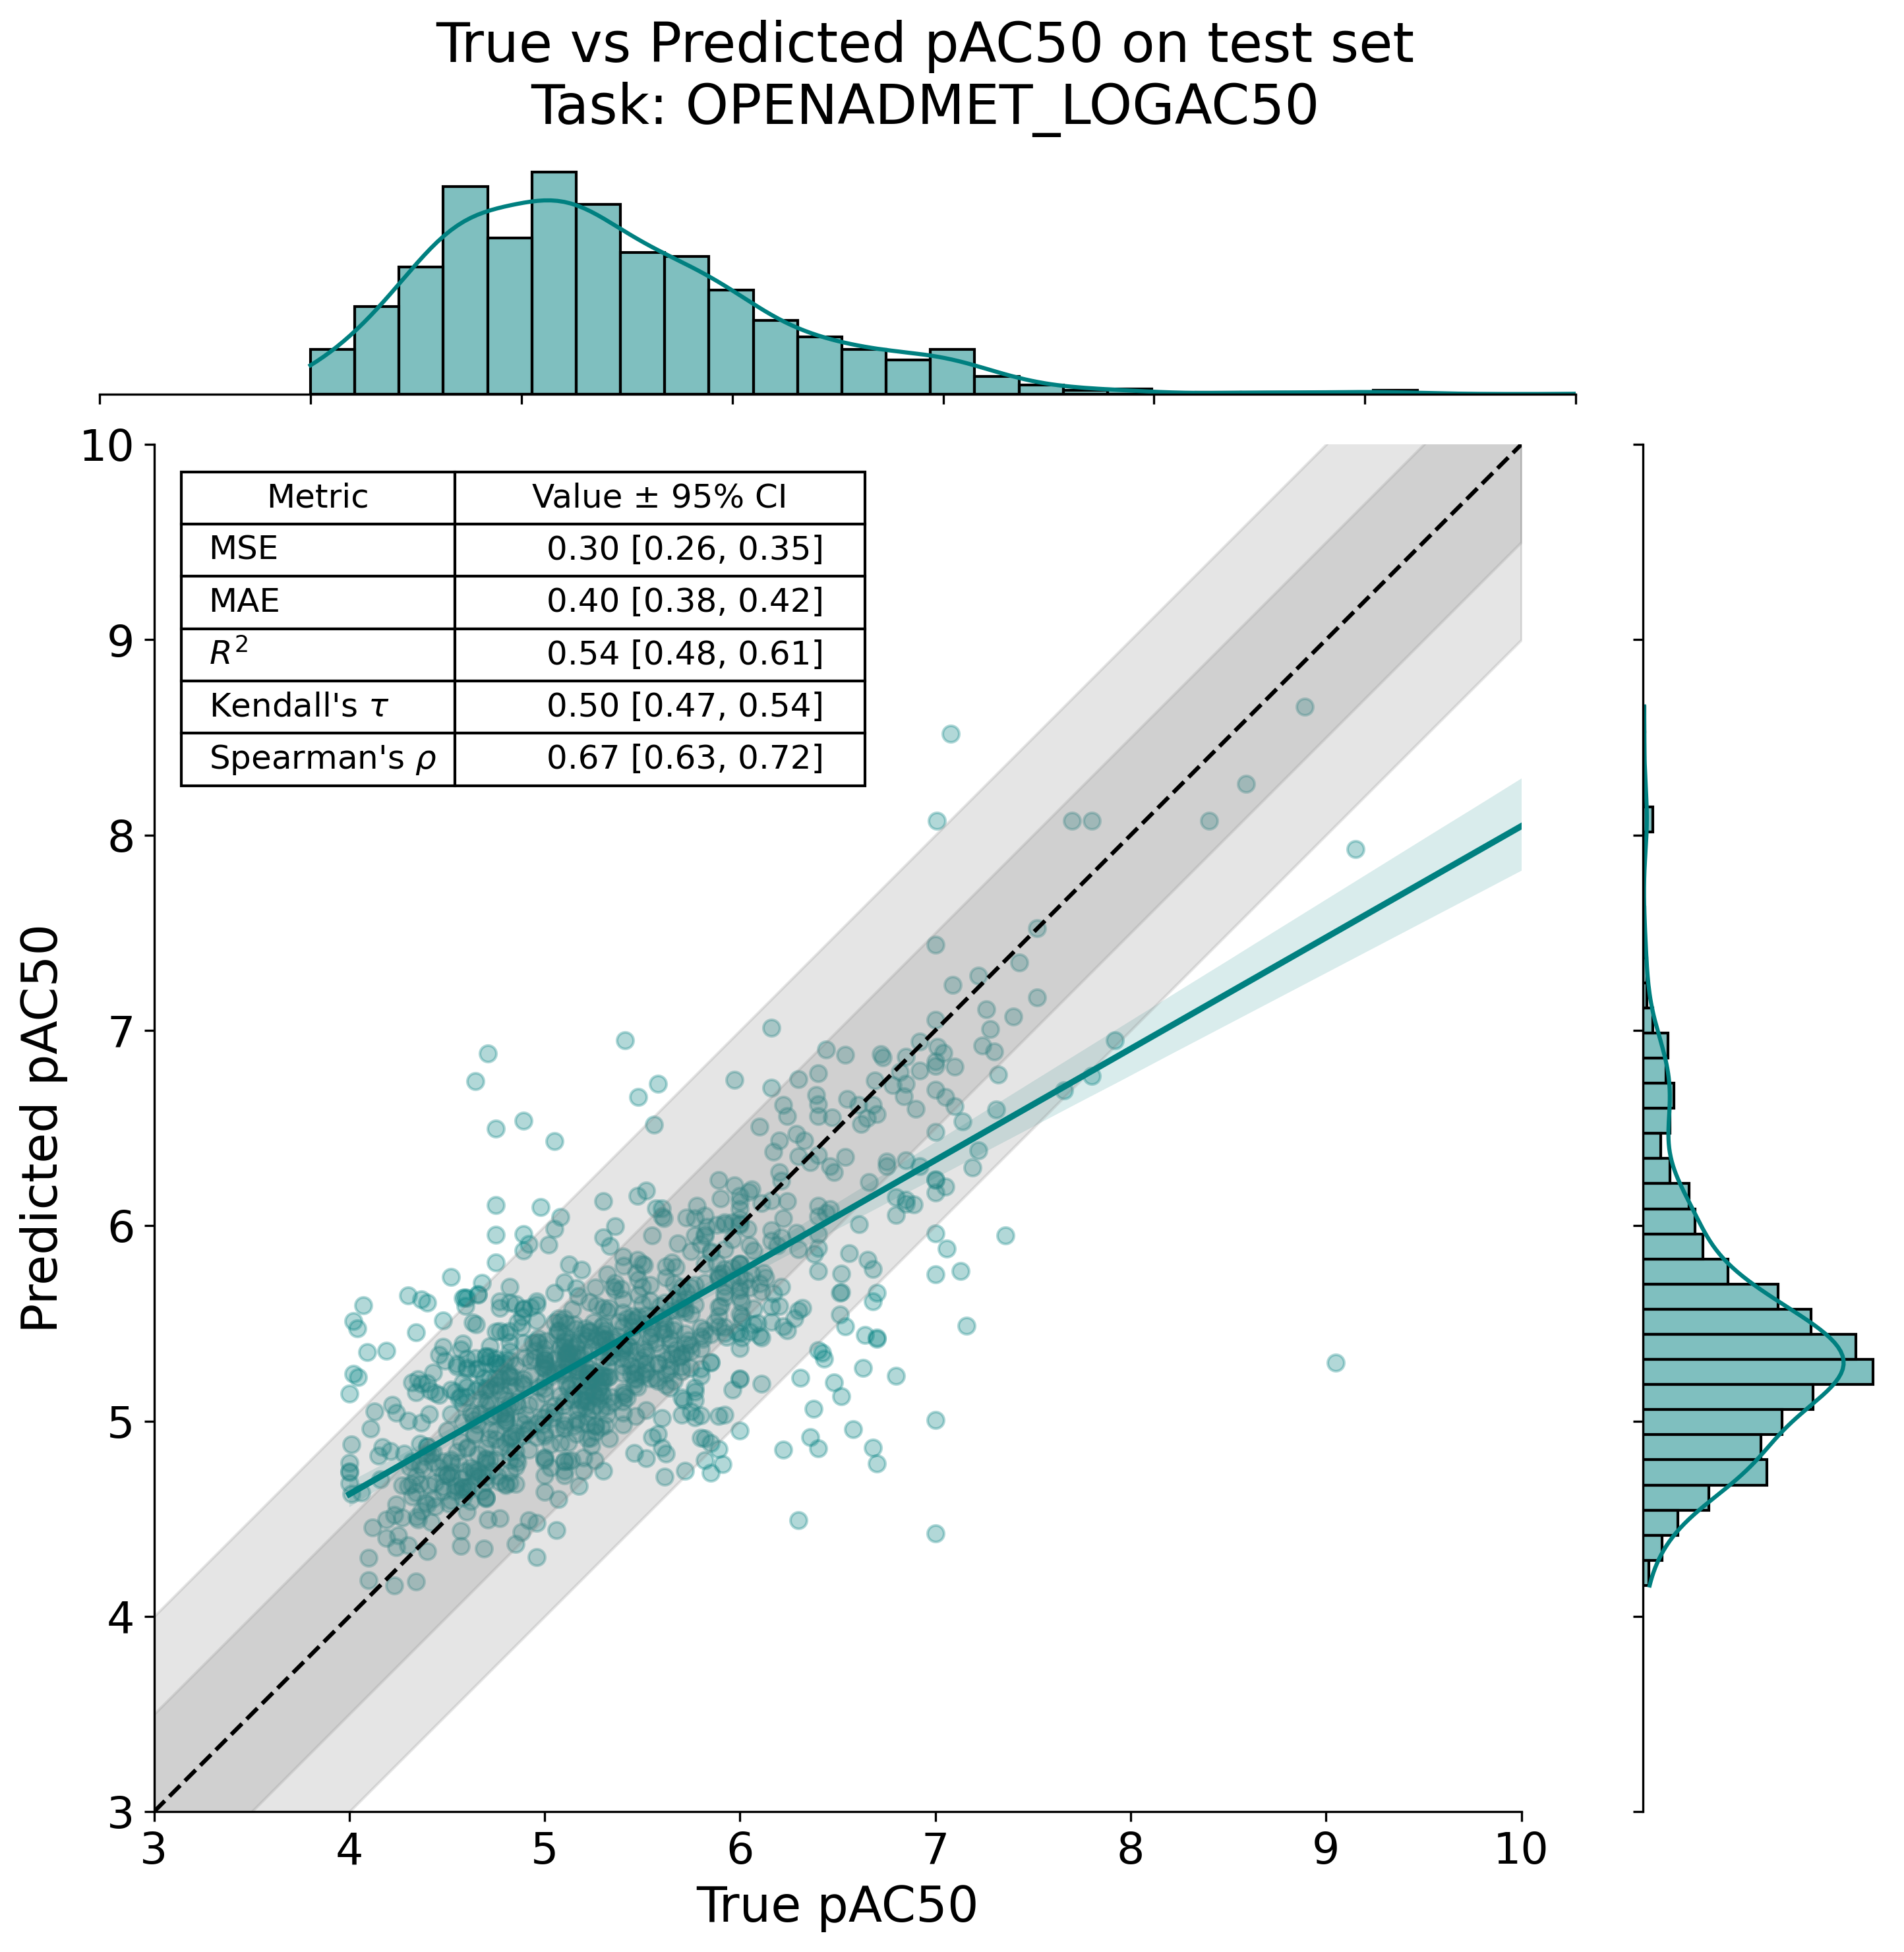 True vs Predicted pAC50 on test set
Task: OPENADMET_LOGAC50
Metric Value ± 95% CI
MSE 0.30 [0.26, 0.35]
MAE 0.40 [0.38, 0.42]
R² 0.54 [0.48, 0.61]
Kendall's τ 0.50 [0.47, 0.54]
Spearman's ρ 0.67 [0.63, 0.72]
10
9
8
7
6
5
4
3
Predicted pAC50
3 4 5 6 7 8 9 10
True pAC50